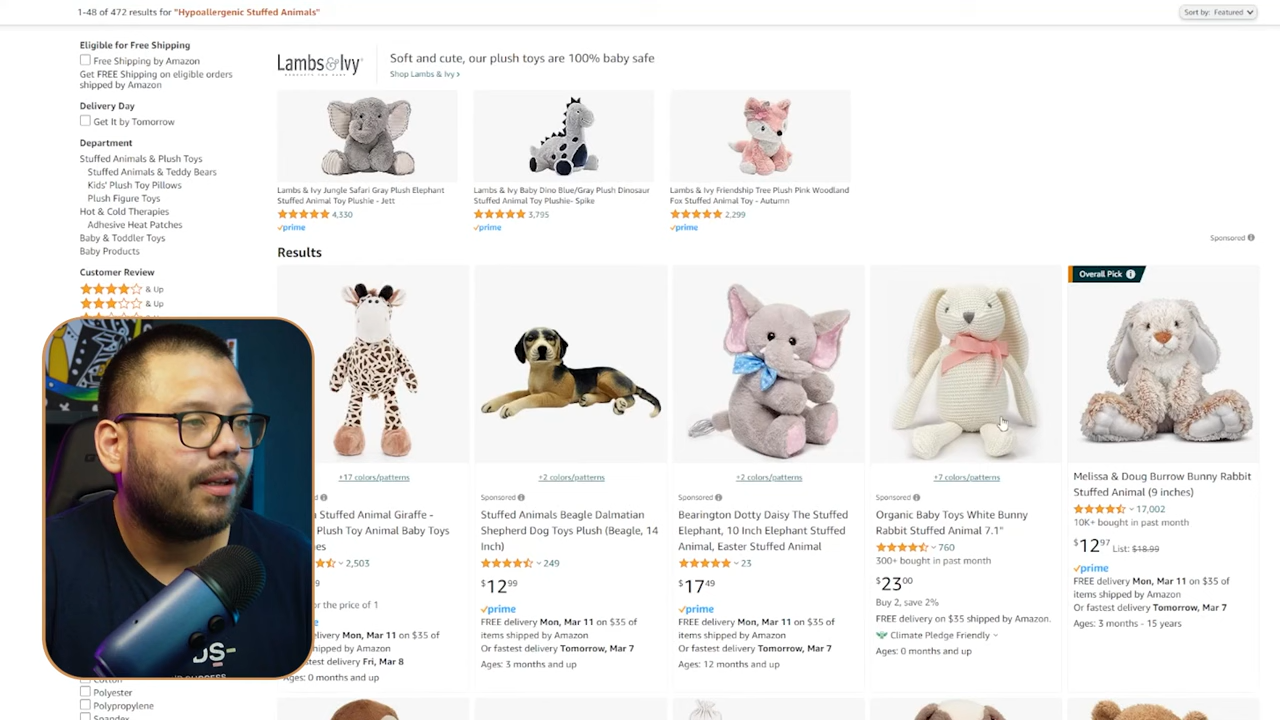 1-48 of 472 results for "Hypoallergenic Stuffed Animals"
Sort by: Featured
Eligible for Free Shipping
Free Shipping by Amazon
Get FREE Shipping on eligible orders
shipped by Amazon
Delivery Day
Get It by Tomorrow
Department
Stuffed Animals & Plush Toys
Stuffed Animals & Teddy Bears
Kids' Plush Toy Pillows
Plush Figure Toys
Hot & Cold Therapies
Adhesive Heat Patches
Baby & Toddler Toys
Baby Products
Customer Review
& Up
& Up
Polyester
Polypropylene
Lambs & Ivy
Soft and cute, our plush toys are 100% baby safe
Shop Lambs & Ivy ›
Lambs & Ivy Jungle Safari Gray Plush Elephant
Stuffed Animal Toy Plushie - Jett
4,330
prime
Lambs & Ivy Baby Dino Blue/Gray Plush Dinosaur
Stuffed Animal Toy Plushie- Spike
3,795
prime
Lambs & Ivy Friendship Tree Plush Pink Woodland
Fox Stuffed Animal Toy - Autumn
2,299
prime
Sponsored
Results
+17 colors/patterns
Stuffed Animal Giraffe -
Plush Toy Animal Baby Toys
2,503
or the price of 1
Mon, Mar 11 on $35 of
items shipped by Amazon
fastest delivery Fri, Mar 8
Ages: 0 months and up
+2 colors/patterns
Sponsored
Stuffed Animals Beagle Dalmatian
Shepherd Dog Toys Plush (Beagle, 14
Inch)
249
$12 99
prime
FREE delivery Mon, Mar 11 on $35 of
items shipped by Amazon
Or fastest delivery Tomorrow, Mar 7
Ages: 3 months and up
+2 colors/patterns
Sponsored
Bearington Dotty Daisy The Stuffed
Elephant, 10 Inch Elephant Stuffed
Animal, Easter Stuffed Animal
23
$17 49
prime
FREE delivery Mon, Mar 11 on $35 of
items shipped by Amazon
Or fastest delivery Tomorrow, Mar 7
Ages: 12 months and up
+7 colors/patterns
Sponsored
Organic Baby Toys White Bunny
Rabbit Stuffed Animal 7.1"
760
300+ bought in past month
$23 00
Buy 2, save 2%
FREE delivery on $35 shipped by Amazon.
Climate Pledge Friendly
Ages: 0 months and up
Overall Pick
Melissa & Doug Burrow Bunny Rabbit
Stuffed Animal (9 inches)
17,002
10K+ bought in past month
$12 97 List: $18.99
prime
FREE delivery Mon, Mar 11 on $35 of
items shipped by Amazon
Or fastest delivery Tomorrow, Mar 7
Ages: 3 months - 15 years